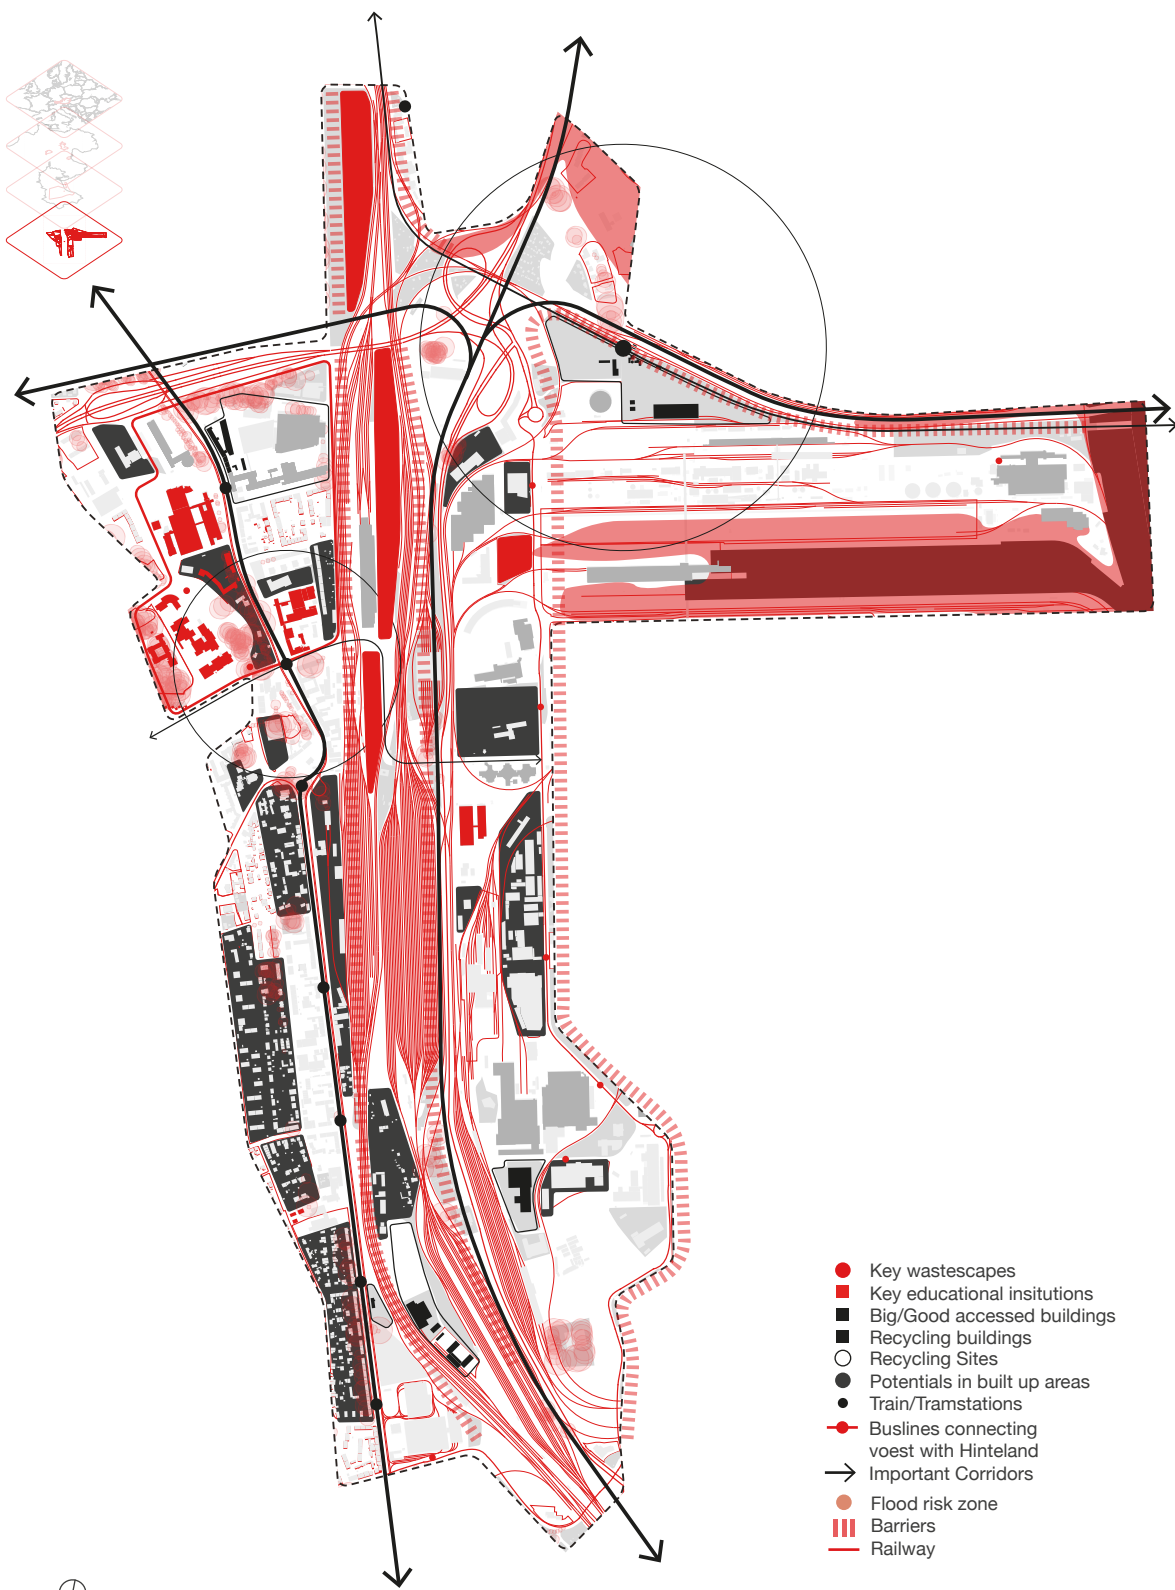 Key wastescapes
Key educational insitutions
Big/Good accessed buildings
Recycling buildings
Recycling Sites
Potentials in built up areas
Train/Tramstations
Buslines connecting
voest with Hinteland
Important Corridors
Flood risk zone
Barriers
Railway